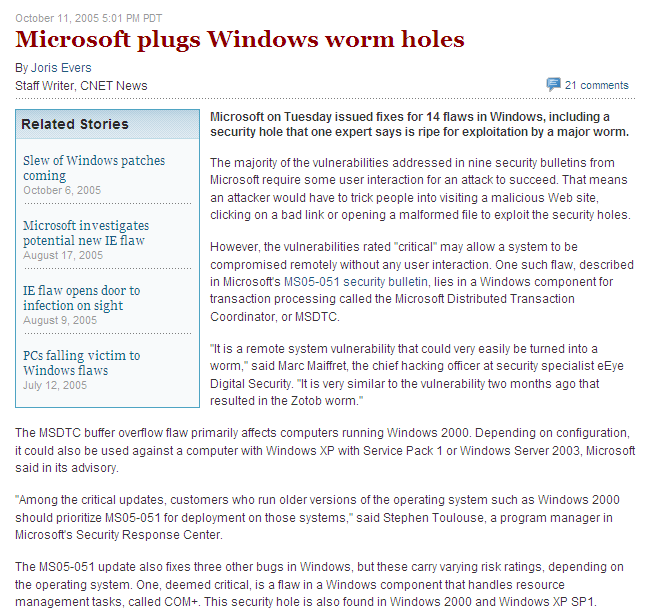 October 11, 2005 5:01 PM PDT
Microsoft plugs Windows worm holes
By Joris Evers
Staff Writer, CNET News
21 comments
Related Stories
Slew of Windows patches
coming
October 6, 2005
Microsoft investigates
potential new IE flaw
August 17, 2005
IE flaw opens door to
infection on sight
August 9, 2005
PCs falling victim to
Windows flaws
July 12, 2005
Microsoft on Tuesday issued fixes for 14 flaws in Windows, including a
security hole that one expert says is ripe for exploitation by a major worm.
The majority of the vulnerabilities addressed in nine security bulletins from
Microsoft require some user interaction for an attack to succeed. That means
an attacker would have to trick people into visiting a malicious Web site,
clicking on a bad link or opening a malformed file to exploit the security holes.
However, the vulnerabilities rated "critical" may allow a system to be
compromised remotely without any user interaction. One such flaw, described
in Microsoft's MS05-051 security bulletin, lies in a Windows component for
transaction processing called the Microsoft Distributed Transaction
Coordinator, or MSDTC.
"It is a remote system vulnerability that could very easily be turned into a
worm," said Marc Maiffret, the chief hacking officer at security specialist eEye
Digital Security. "It is very similar to the vulnerability two months ago that
resulted in the Zotob worm."
The MSDTC buffer overflow flaw primarily affects computers running Windows 2000. Depending on configuration,
it could also be used against a computer with Windows XP with Service Pack 1 or Windows Server 2003, Microsoft
said in its advisory.
"Among the critical updates, customers who run older versions of the operating system such as Windows 2000
should prioritize MS05-051 for deployment on those systems," said Stephen Toulouse, a program manager in
Microsoft's Security Response Center.
The MS05-051 update also fixes three other bugs in Windows, but these carry varying risk ratings, depending on
the operating system. One, deemed critical, is a flaw in a Windows component that handles resource
management tasks, called COM+. This security hole is also found in Windows 2000 and Windows XP SP1.